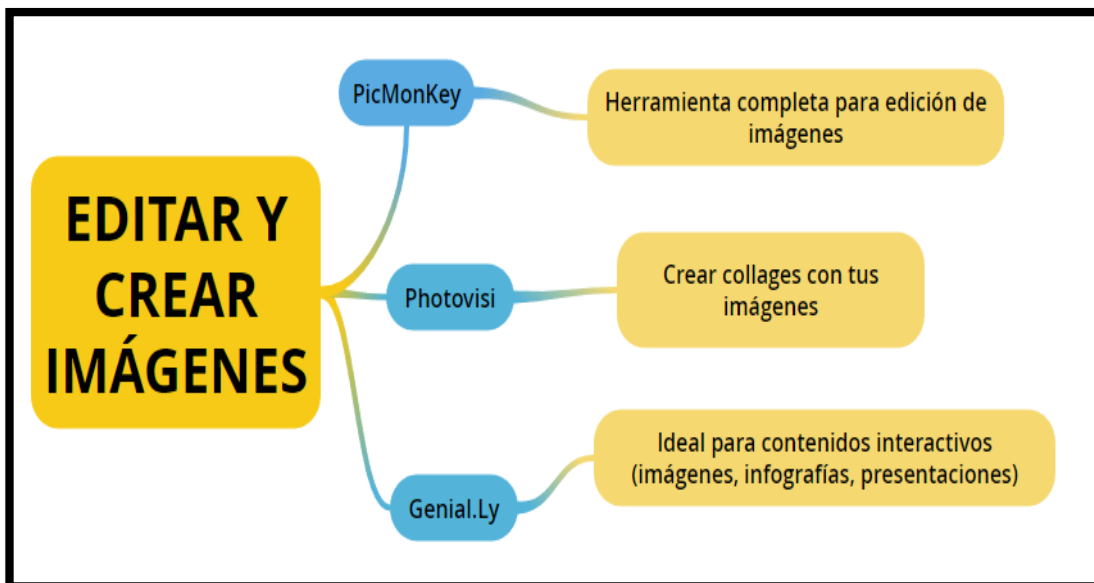 EDITAR Y
CREAR
IMÁGENES
PicMonKey
Herramienta completa para edición de
imágenes
Photovisi
Crear collages con tus
imágenes
Genial.Ly
Ideal para contenidos interactivos
(imágenes, infografías, presentaciones)